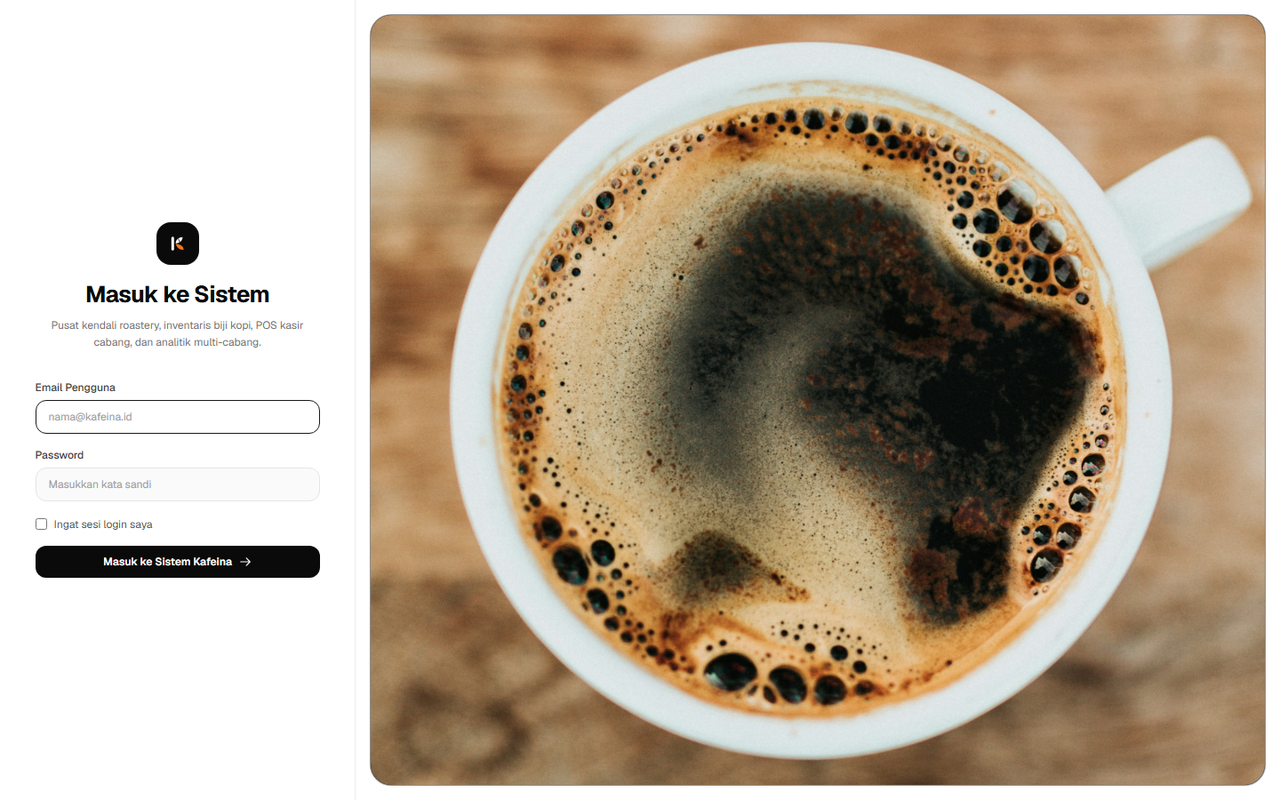 Masuk ke Sistem
Pusat kendali roastery, inventaris biji kopi, POS kasir
cabang, dan analitik multi-cabang.
Email Pengguna
nama@kafeina.id
Password
Masukkan kata sandi
Ingat sesi login saya
Masuk ke Sistem Kafeina →